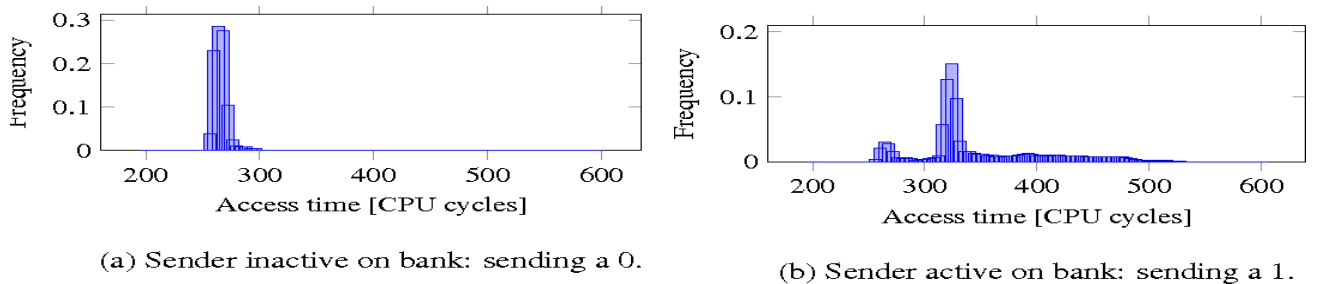 0.3
0.2
0.1
0
Frequency
200 300 400 500 600
Access time [CPU cycles]
(a) Sender inactive on bank: sending a 0.
0.2
0.1
0
Frequency
200 300 400 500 600
Access time [CPU cycles]
(b) Sender active on bank: sending a 1.